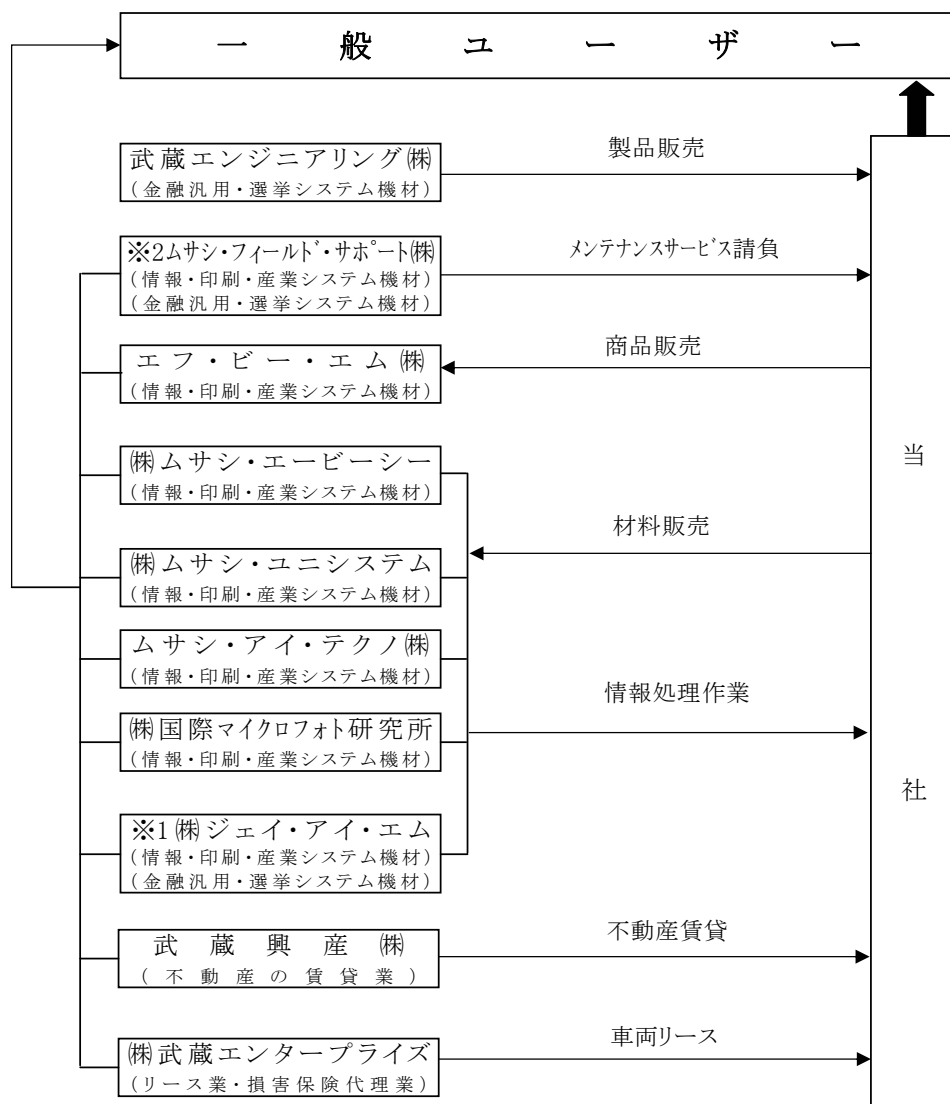 一般ユーザー
武蔵エンジニアリング㈱
(金融汎用・選挙システム機材)
製品販売
※2ムサシ・フィールド・サポート㈱
(情報・印刷・産業システム機材)
(金融汎用・選挙システム機材)
メンテナンスサービス請負
エフ・ビー・エム㈱
(情報・印刷・産業システム機材)
商品販売
㈱ムサシ・エービーシー
(情報・印刷・産業システム機材)
材料販売
㈱ムサシ・ユニシステム
(情報・印刷・産業システム機材)
ムサシ・アイ・テクノ㈱
(情報・印刷・産業システム機材)
㈱国際マイクロフォト研究所
(情報・印刷・産業システム機材)
情報処理作業
※1㈱ジェイ・アイ・エム
(情報・印刷・産業システム機材)
(金融汎用・選挙システム機材)
武蔵興産㈱
(不動産の賃貸業)
不動産賃貸
㈱武蔵エンタープライズ
(リース業・損害保険代理業)
車両リース
当社